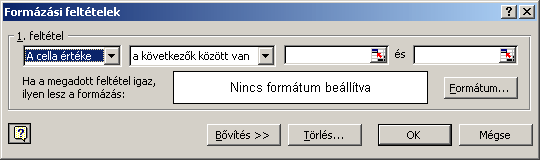 Formázási feltételek
1. feltétel
A cella értéke a következők között van és
Ha a megadott feltétel igaz,
ilyen lesz a formázás:
Nincs formátum beállítva
Formátum...
Bővítés >> Törlés... OK Mégse